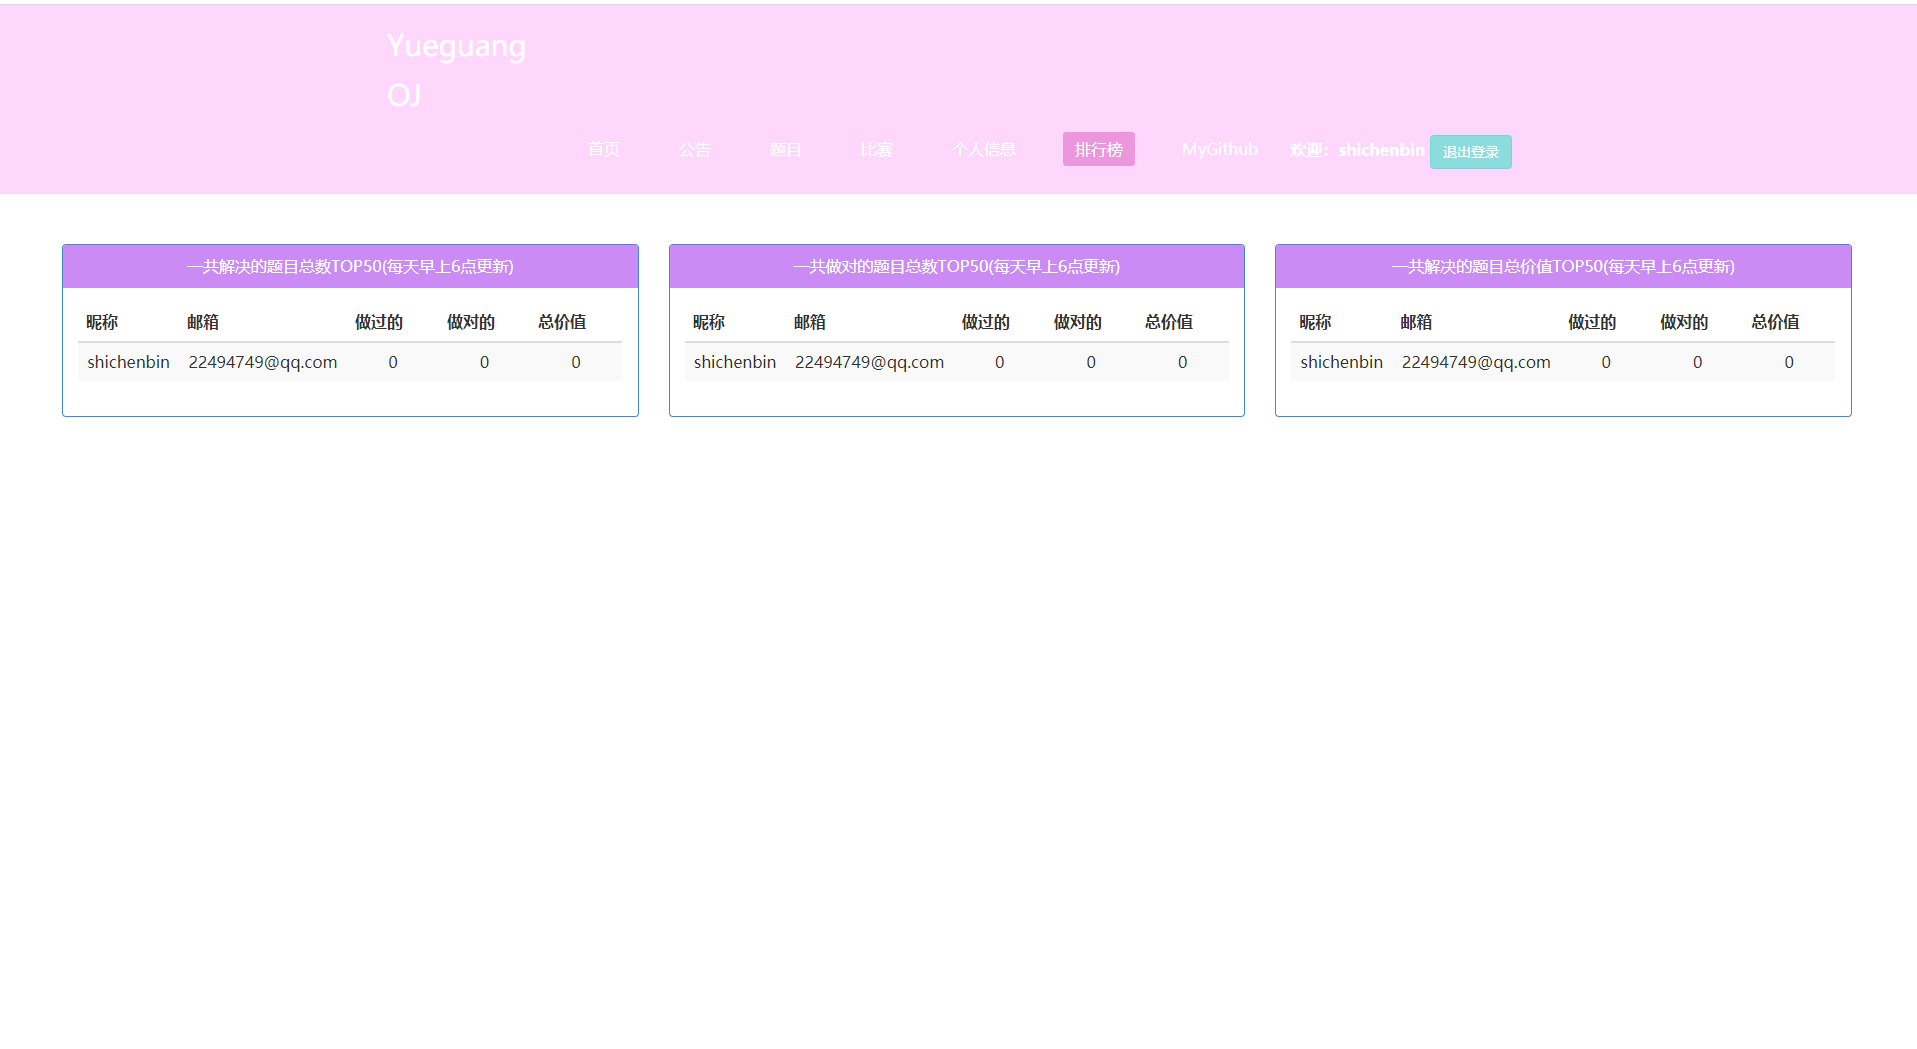 Yueguang
OJ
首页 公告 题目 比赛 个人信息 排行榜 MyGithub 欢迎：shichenbin 退出登录
一共解决的题目总数TOP50(每天早上6点更新)
昵称 邮箱 做过的 做对的 总价值
shichenbin 22494749@qq.com 0 0 0
一共做对的题目总数TOP50(每天早上6点更新)
昵称 邮箱 做过的 做对的 总价值
shichenbin 22494749@qq.com 0 0 0
一共解决的题目总价值TOP50(每天早上6点更新)
昵称 邮箱 做过的 做对的 总价值
shichenbin 22494749@qq.com 0 0 0